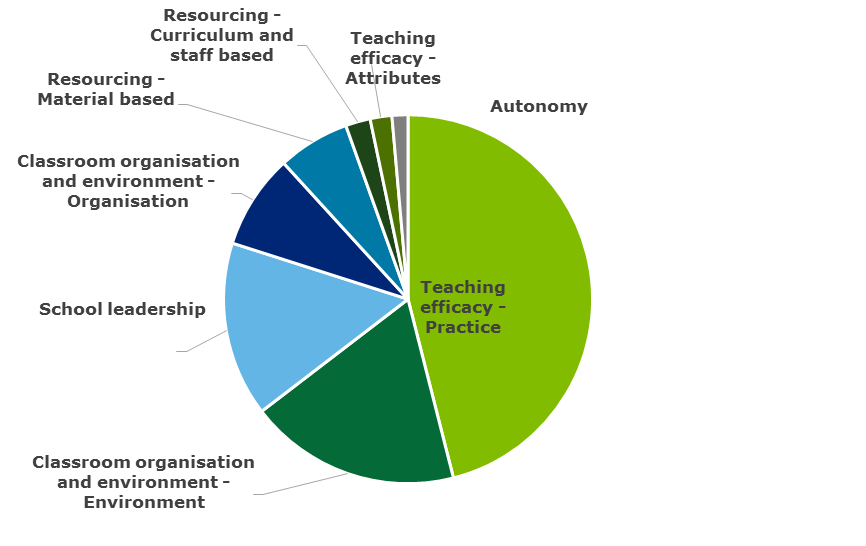 Resourcing -
Curriculum and
staff based
Teaching
efficacy -
Attributes
Autonomy
Resourcing -
Material based
Classroom organisation
and environment -
Organisation
School leadership
Teaching
efficacy -
Practice
Classroom organisation
and environment -
Environment